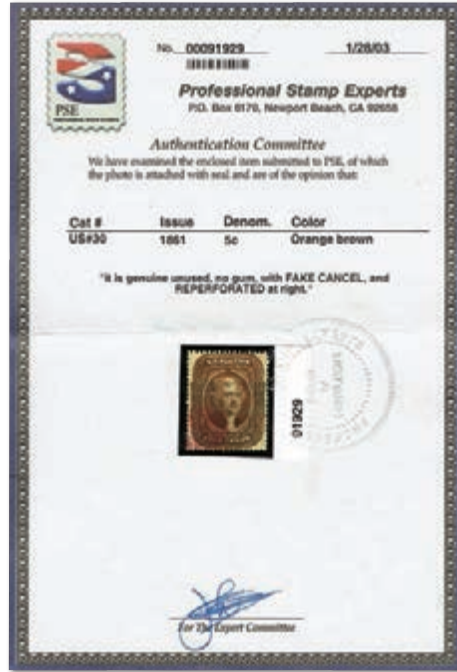 No. 00091929 1/28/03
PSE
Professional Stamp Experts
P.O. Box 6170, Newport Beach, CA 92658
Authentication Committee
We have examined the enclosed item submitted to PSE, of which
the photo is attached with seal and are of the opinion that:
Cat # Issue Denom. Color
US#30 1861 5c Orange brown
"it is genuine unused, no gum, with FAKE CANCEL, and
REPERFORATED at right."
01929
For The Expert Committee